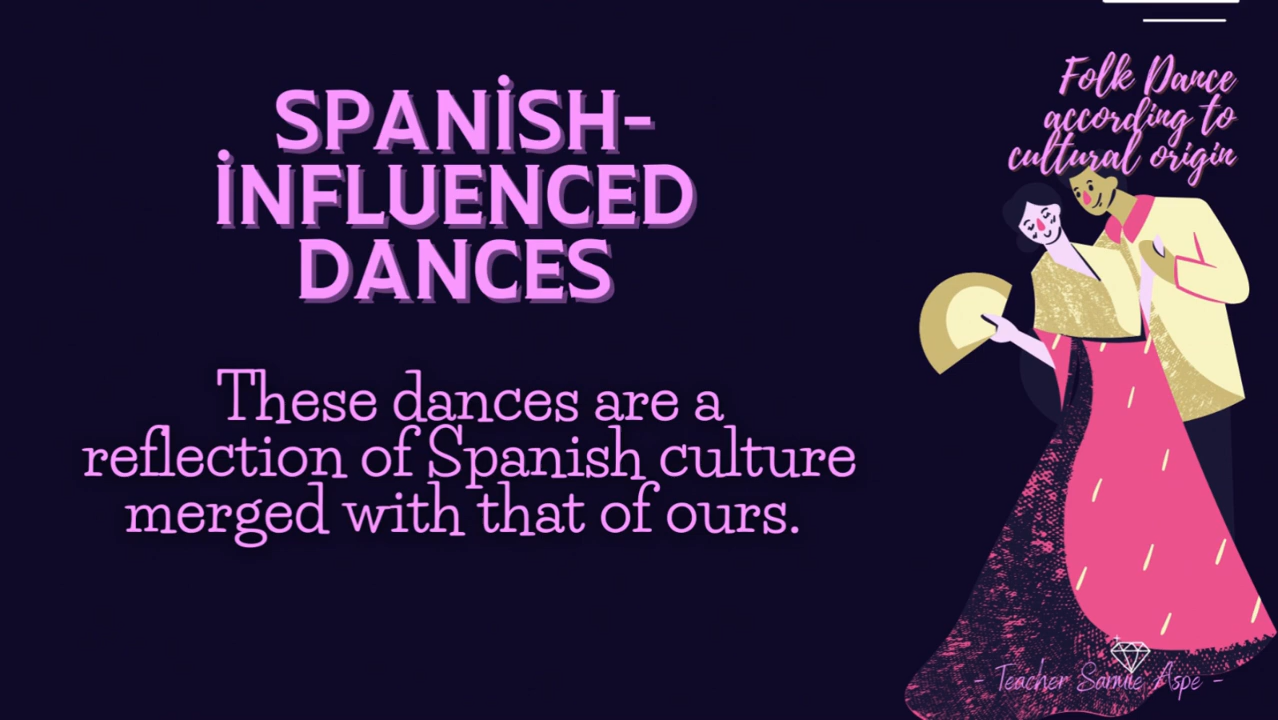 SPANİSH-
İNFLUENCED
DANCES
These dances are a
reflection of Spanish culture
merged with that of ours.
Folk Dance
according to
cultural origin
- Teacher Sammie Aspe -